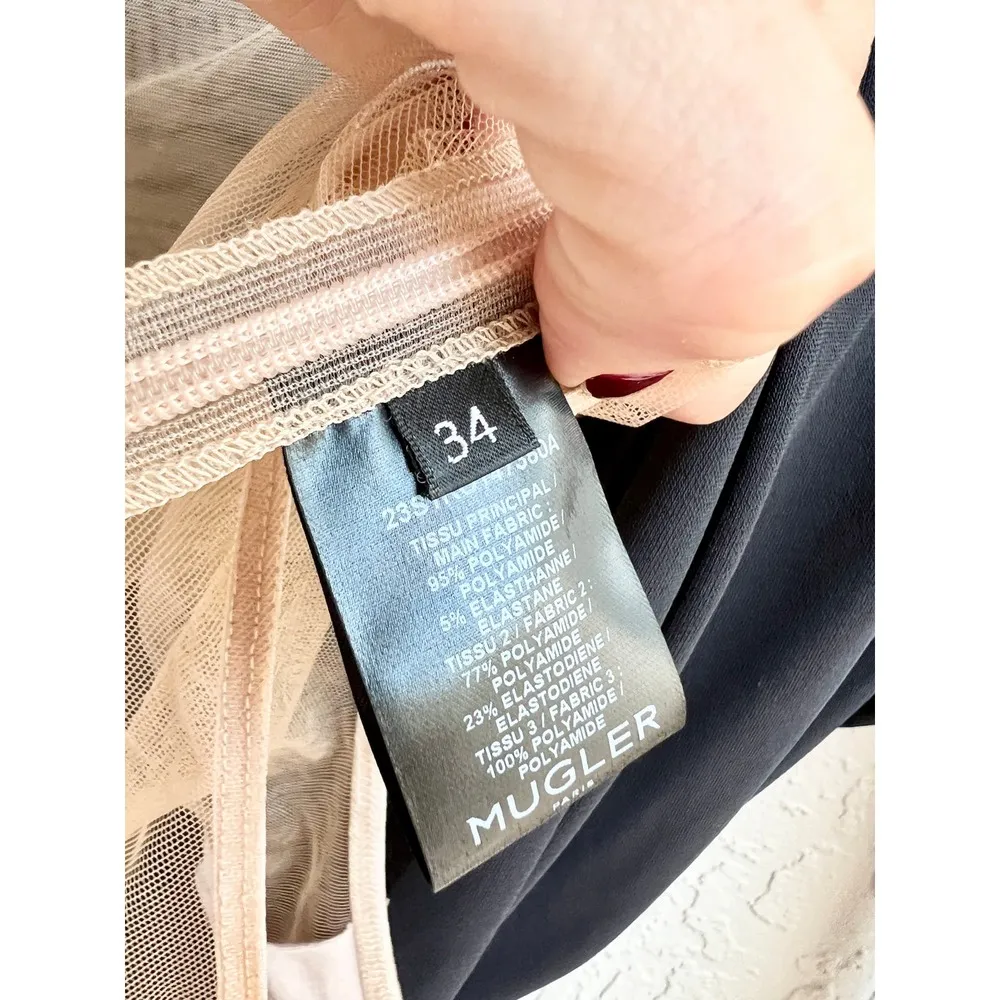 34
TISSU PRINCIPAL /
MAIN FABRIC :
95% POLYAMIDE /
POLYAMIDE
5% ELASTHANNE /
ELASTANE
TISSU 2 / FABRIC 2 :
77% POLYAMIDE /
POLYAMIDE
23% ELASTODIENE /
ELASTODIENE
TISSU 3 / FABRIC 3 :
100% POLYAMIDE /
POLYAMIDE
MUGLER
PARIS